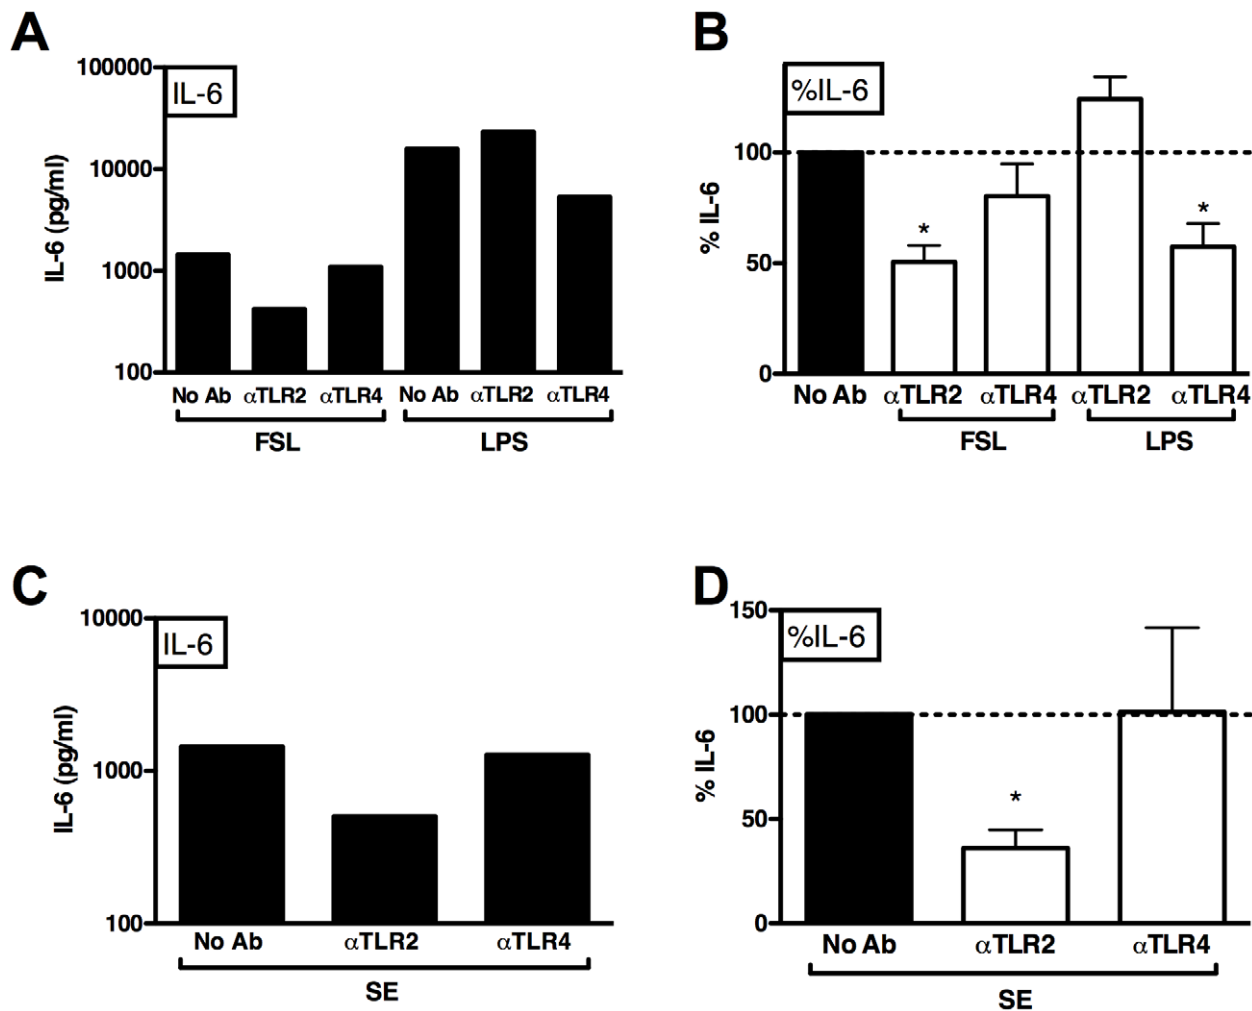 A
IL-6
IL-6 (pg/ml)
100000
10000
1000
100
No Ab αTLR2 αTLR4 No Ab αTLR2 αTLR4
FSL LPS
B
%IL-6
% IL-6
100
50
0
* *
No Ab αTLR2 αTLR4 αTLR2 αTLR4
FSL LPS
C
IL-6
IL-6 (pg/ml)
10000
1000
100
No Ab αTLR2 αTLR4
SE
D
%IL-6
% IL-6
150
100
50
0
*
No Ab αTLR2 αTLR4
SE